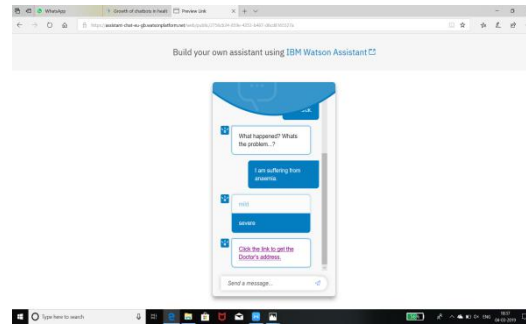 WhatsApp
Growth of chatbots in healt
Preview Link
Build your own assistant using IBM Watson Assistant
What happened? Whats
the problem...?
I am suffering from
anaemia.
mild
severe
Click the link to get the
Doctor's address.
Send a message...
Type here to search
ENG